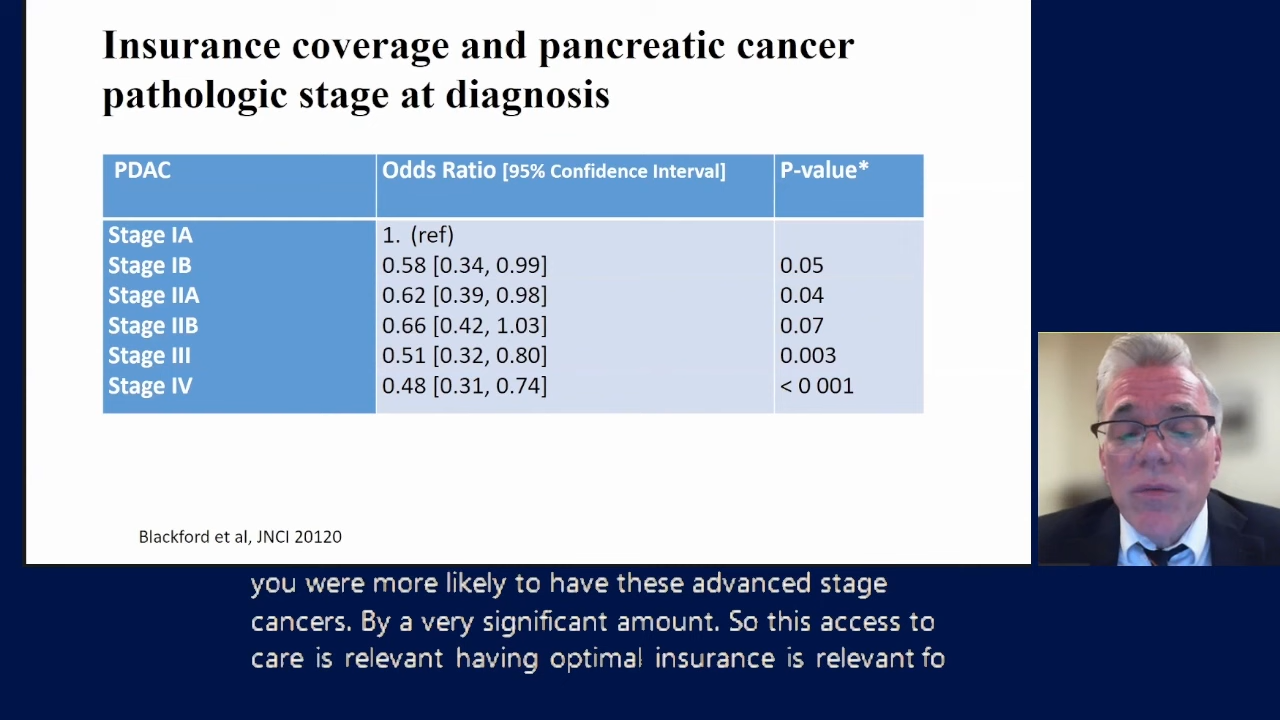 Insurance coverage and pancreatic cancer
pathologic stage at diagnosis
PDAC Odds Ratio [95% Confidence Interval] P-value*
Stage IA 1. (ref)
Stage IB 0.58 [0.34, 0.99] 0.05
Stage IIA 0.62 [0.39, 0.98] 0.04
Stage IIB 0.66 [0.42, 1.03] 0.07
Stage III 0.51 [0.32, 0.80] 0.003
Stage IV 0.48 [0.31, 0.74] < 0 001
Blackford et al, JNCI 20120
you were more likely to have these advanced stage
cancers. By a very significant amount. So this access to
care is relevant having optimal insurance is relevant fo